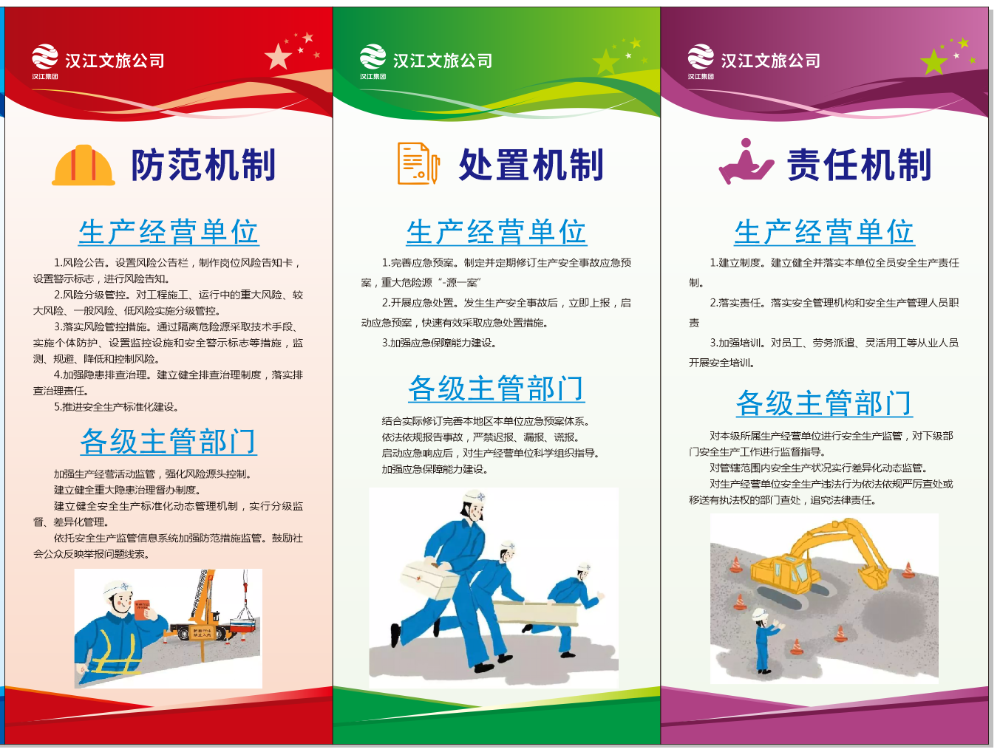 汉江文旅公司
汉江集团
防范机制
生产经营单位
1.风险公告。设置风险公告栏，制作岗位风险告知卡，
设置警示标志，进行风险告知。
2.风险分级管控。对工程施工、运行中的重大风险、较
大风险、一般风险、低风险实施分级管控。
3.落实风险管控措施。通过隔离危险源采取技术手段、
实施个体防护、设置监控设施和安全警示标志等措施，监
测、规避、降低和控制风险。
4.加强隐患排查治理。建立健全排查治理制度，落实排
查治理责任。
5.推进安全生产标准化建设。
各级主管部门
加强生产经营活动监管，强化风险源头控制。
建立健全重大隐患治理督办制度。
建立健全安全生产标准化动态管理机制，实行分级监
督、差异化管理。
依托安全生产监管信息系统加强防范措施监管。鼓励社
会公众反映举报问题线索。
汉江文旅公司
汉江集团
处置机制
生产经营单位
1.完善应急预案。制定并定期修订生产安全事故应急预
案，重大危险源“-源一案”
2.开展应急处置。发生生产安全事故后，立即上报，启
动应急预案，快速有效采取应急处置措施。
3.加强应急保障能力建设。
各级主管部门
结合实际修订完善本地区本单位应急预案体系。
依法依规报告事故，严禁迟报、漏报、谎报。
启动应急响应后，对生产经营单位科学组织指导。
加强应急保障能力建设。
汉江文旅公司
汉江集团
责任机制
生产经营单位
1.建立制度。建立健全并落实本单位全员安全生产责任
制。
2.落实责任。落实安全管理机构和安全生产管理人员职
责
3.加强培训。对员工、劳务派遣、灵活用工等从业人员
开展安全培训。
各级主管部门
对本级所属生产经营单位进行安全生产监管，对下级部
门安全生产工作进行监督指导。
对管辖范围内安全生产状况实行差异化动态监管。
对生产经营单位安全生产违法行为依法依规严厉查处或
移送有执法权的部门查处，追究法律责任。